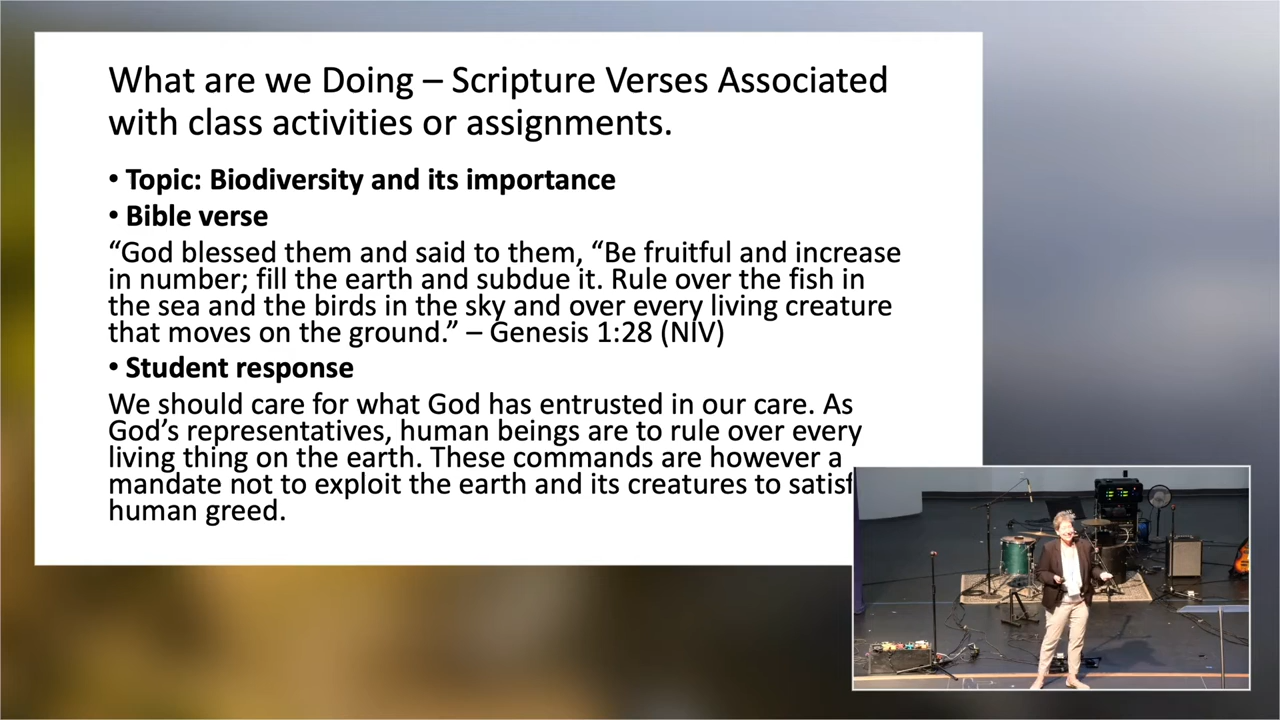 What are we Doing – Scripture Verses Associated
with class activities or assignments.
• Topic: Biodiversity and its importance
• Bible verse
“God blessed them and said to them, “Be fruitful and increase
in number; fill the earth and subdue it. Rule over the fish in
the sea and the birds in the sky and over every living creature
that moves on the ground.” – Genesis 1:28 (NIV)
• Student response
We should care for what God has entrusted in our care. As
God’s representatives, human beings are to rule over every
living thing on the earth. These commands are however a
mandate not to exploit the earth and its creatures to satisf
human greed.